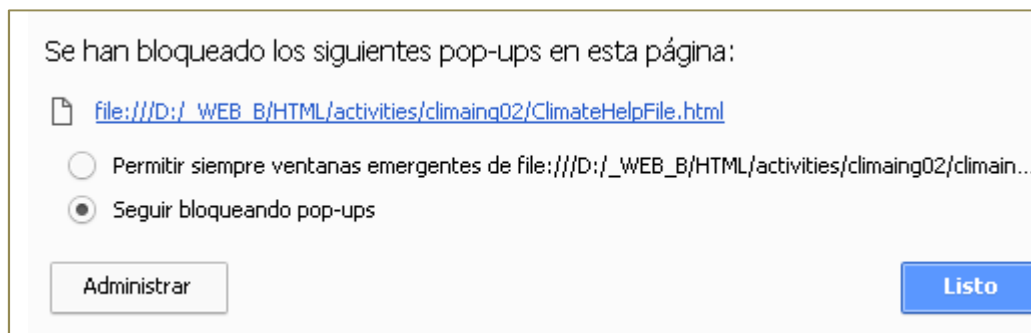 Se han bloqueado los siguientes pop-ups en esta página:
file:///D:/_WEB_B/HTML/activities/climaing02/ClimateHelpFile.html
Permitir siempre ventanas emergentes de file:///D:/_WEB_B/HTML/activities/climaing02/climain...
Seguir bloqueando pop-ups
Administrar
Listo